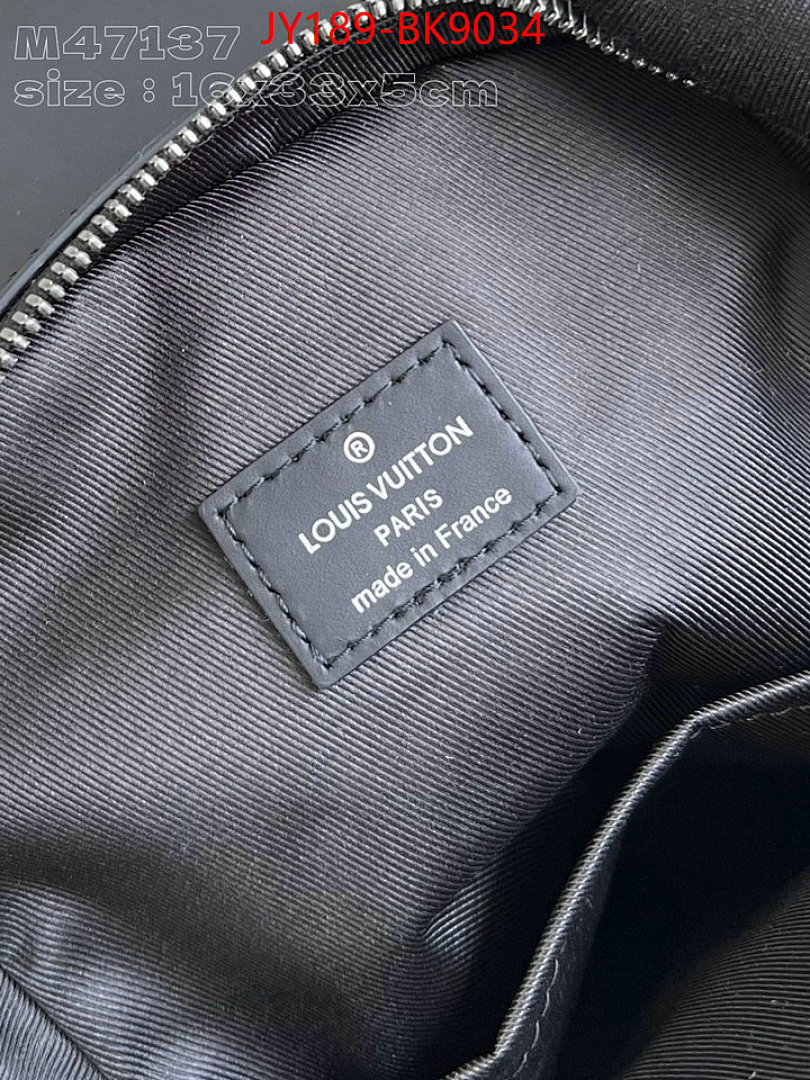 JY189-BK9034
M47137
size : 16x33x5cm
®
LOUIS VUITTON
PARIS
made in France